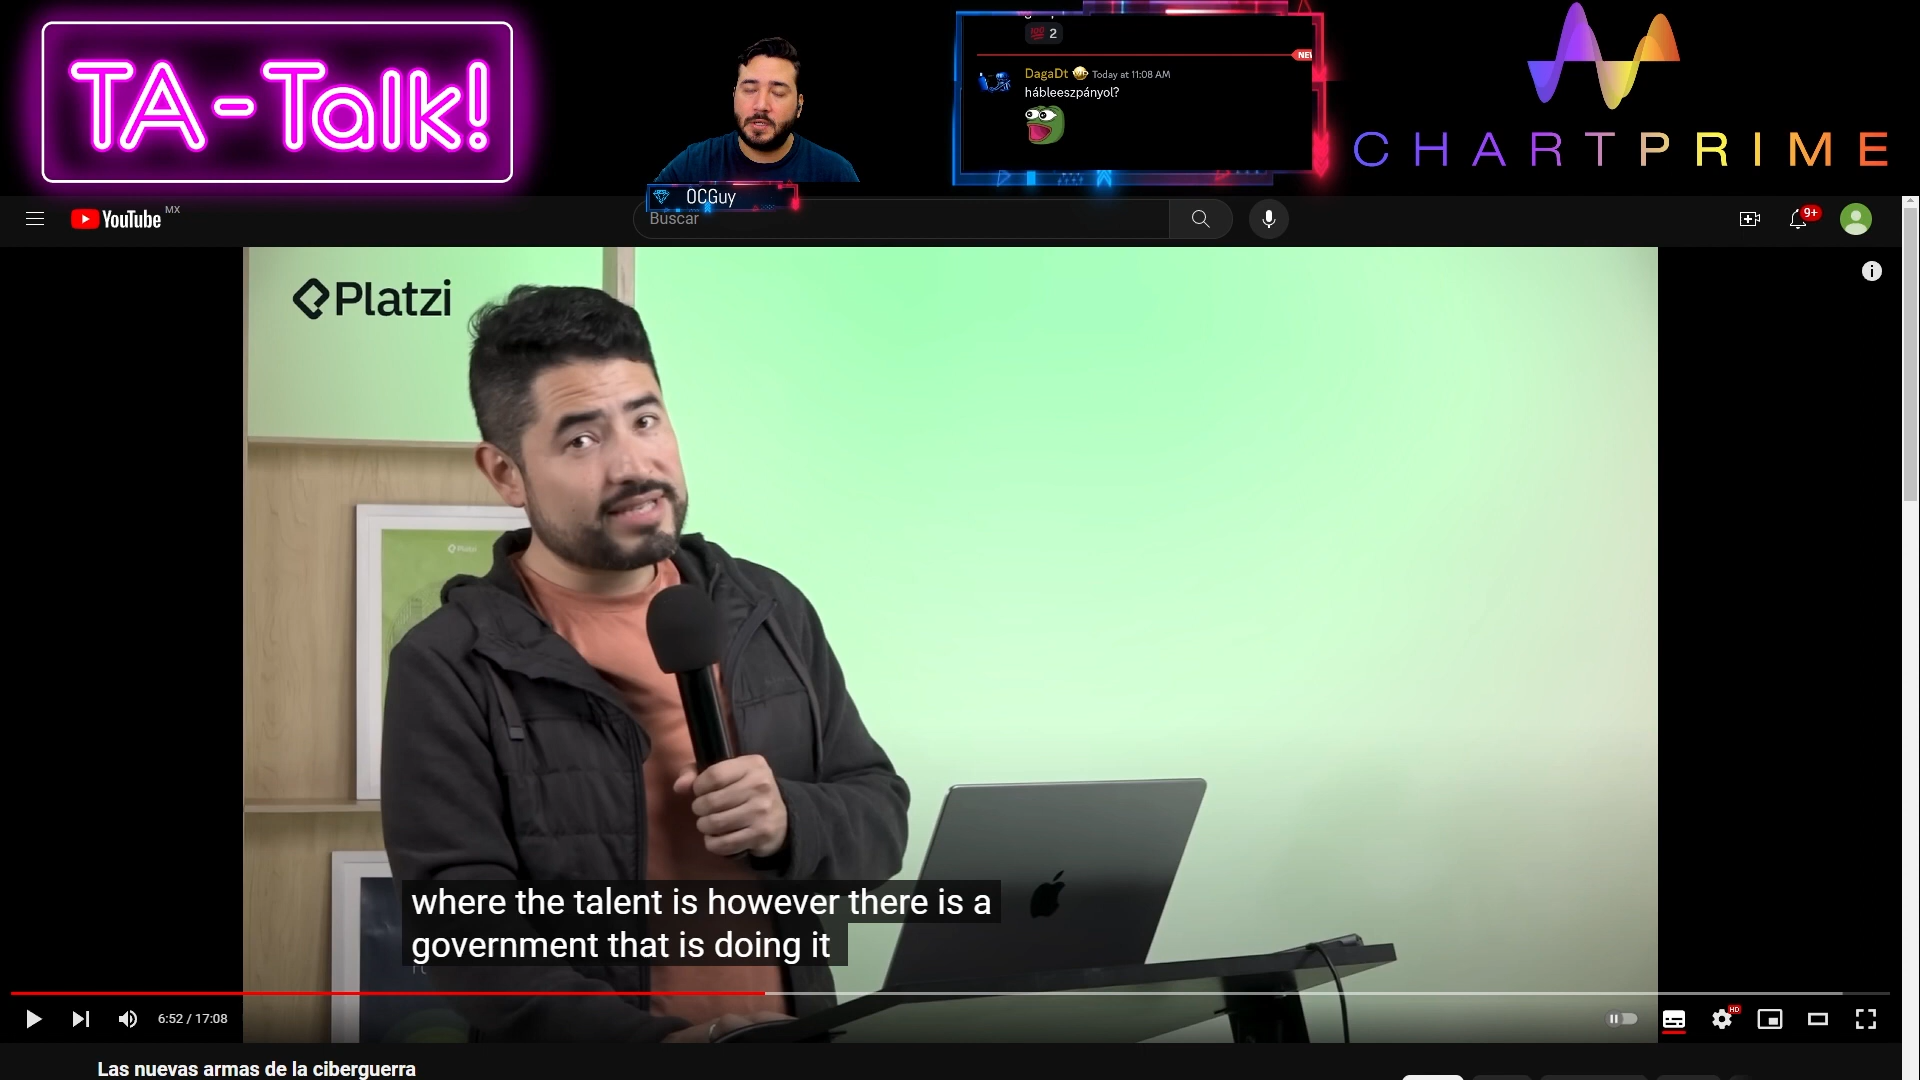 TA-Talk!
OCGuy
💯 2
NEW
DagaDt Today at 11:08 AM
hábleeszpányol?
CHARTPRIME
YouTube MX
Buscar
9+
Platzi
Platzi
where the talent is however there is a
government that is doing it
6:52 / 17:08
HD
Las nuevas armas de la ciberguerra